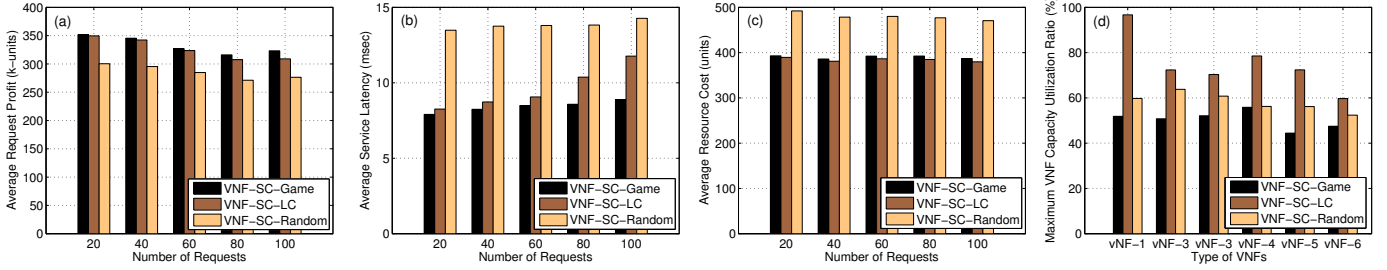 (a)
Average Request Profit (k−units)
400
350
300
250
200
150
100
50
0
VNF−SC−Game
VNF−SC−LC
VNF−SC−Random
20 40 60 80 100
Number of Requests
(b)
Average Service Latency (msec)
15
10
5
0
VNF−SC−Game
VNF−SC−LC
VNF−SC−Random
20 40 60 80 100
Number of Requests
(c)
Average Resource Cost (units)
500
400
300
200
100
0
VNF−SC−Game
VNF−SC−LC
VNF−SC−Random
20 40 60 80 100
Number of Requests
(d)
Maximum VNF Capacity Utilization Ratio (%)
100
80
60
40
20
0
VNF−SC−Game
VNF−SC−LC
VNF−SC−Random
vNF−1 vNF−3 vNF−3 vNF−4 vNF−5 vNF−6
Type of VNFs